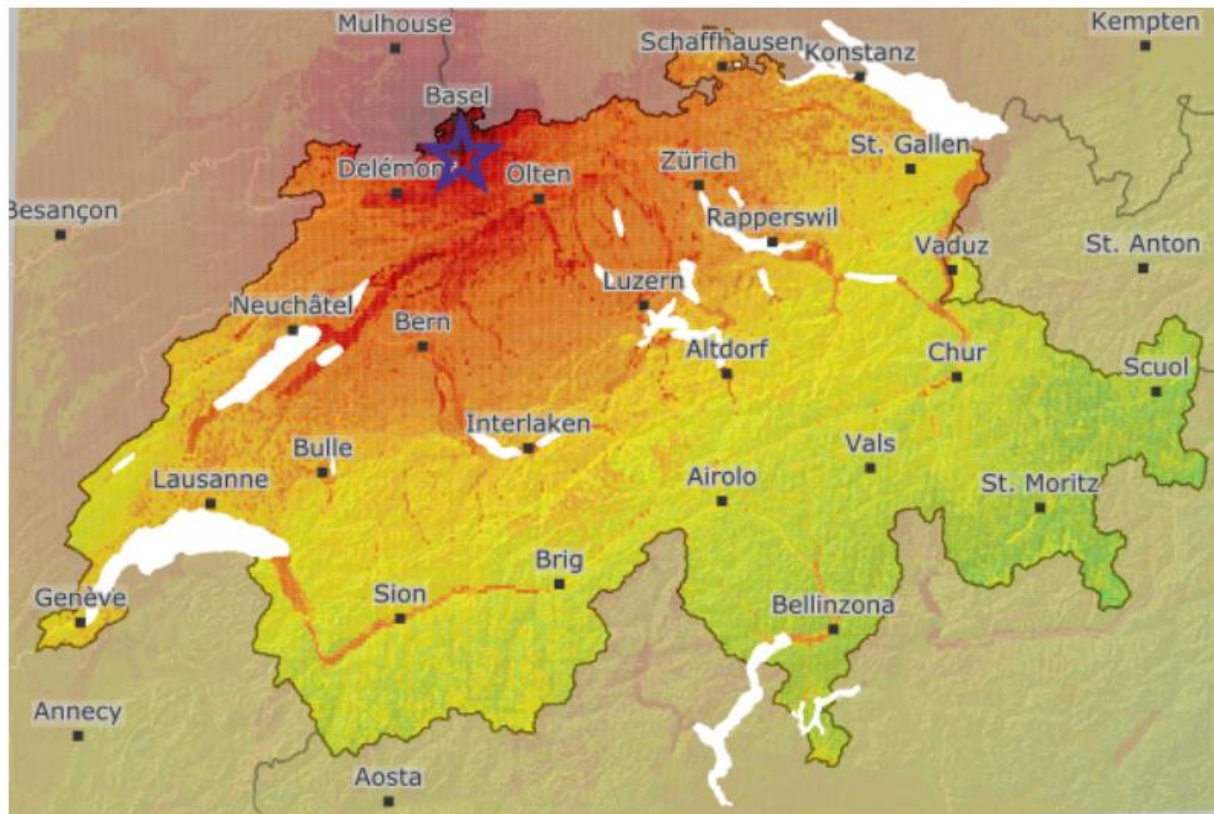 Mulhouse
Kempten
Schaffhausen
Konstanz
Basel
St. Gallen
Delémon
Olten
Zürich
Besançon
Rapperswil
St. Anton
Vaduz
Luzern
Neuchâtel
Bern
Altdorf
Chur
Scuol
Interlaken
Bulle
Vals
Lausanne
Airolo
St. Moritz
Brig
Genève
Sion
Bellinzona
Annecy
Aosta